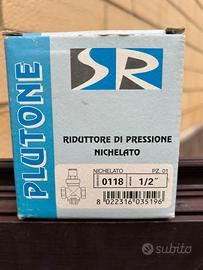 PLUTONE
SR
RIDUTTORE DI PRESSIONE
NICHELATO
NICHELATO
PZ. 01
0118
1/2"
8 022316 035196
subito